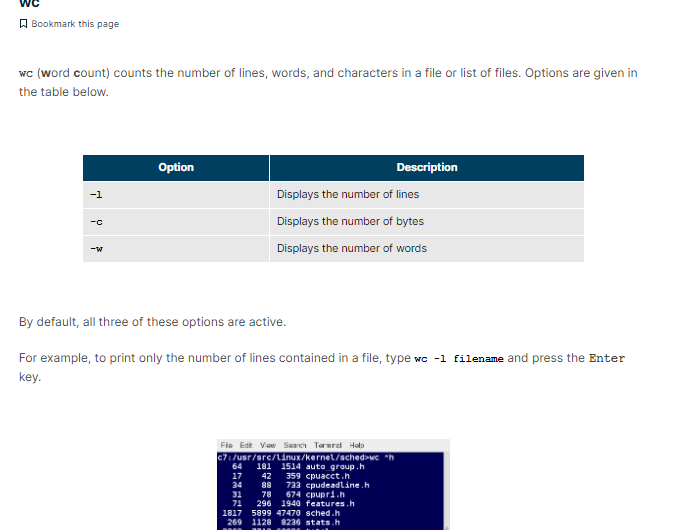 wc
Bookmark this page
wc (word count) counts the number of lines, words, and characters in a file or list of files. Options are given in
the table below.
Option Description
-l Displays the number of lines
-c Displays the number of bytes
-w Displays the number of words
By default, all three of these options are active.
For example, to print only the number of lines contained in a file, type wc -l filename and press the Enter
key.
File Edit View Search Terminal Help
c7:/usr/src/linux/kernel/sched>wc *h
64 181 1514 auto_group.h
17 42 359 cpuacct.h
34 88 733 cpudeadline.h
31 78 674 cpupri.h
71 296 1940 features.h
1817 5899 47470 sched.h
269 1128 8236 stats.h